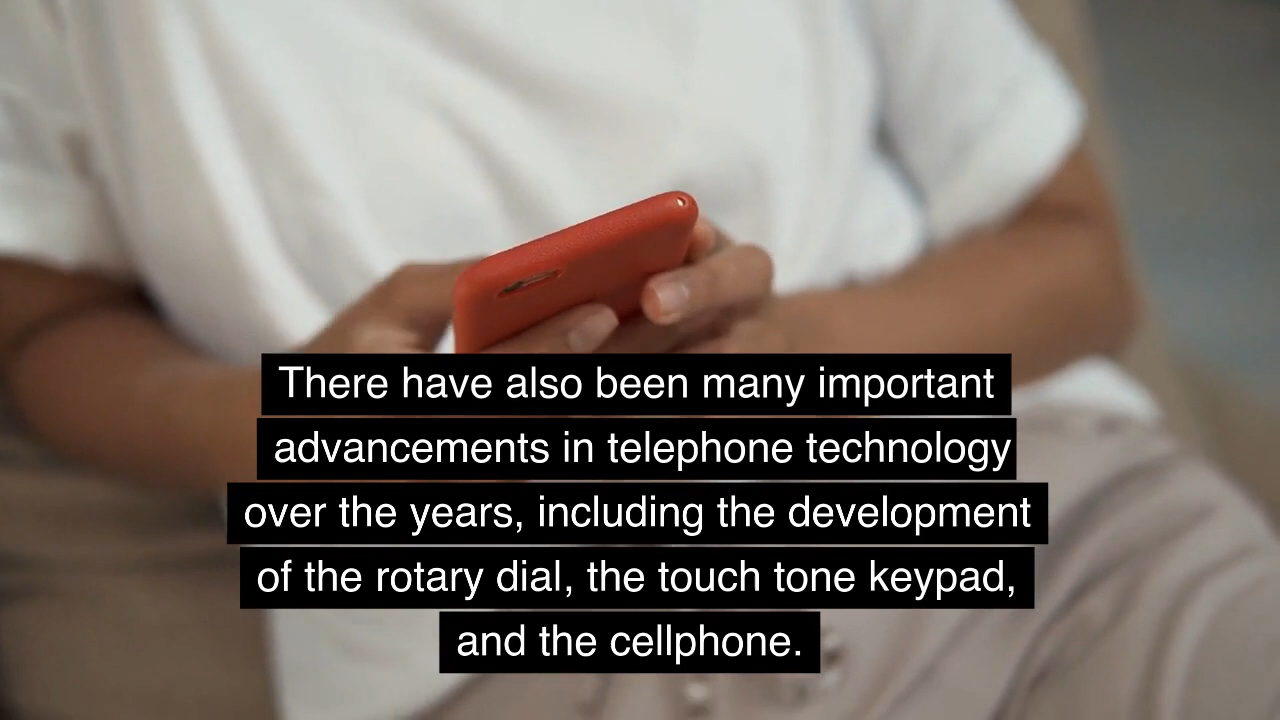 There have also been many important
advancements in telephone technology
over the years, including the development
of the rotary dial, the touch tone keypad,
and the cellphone.